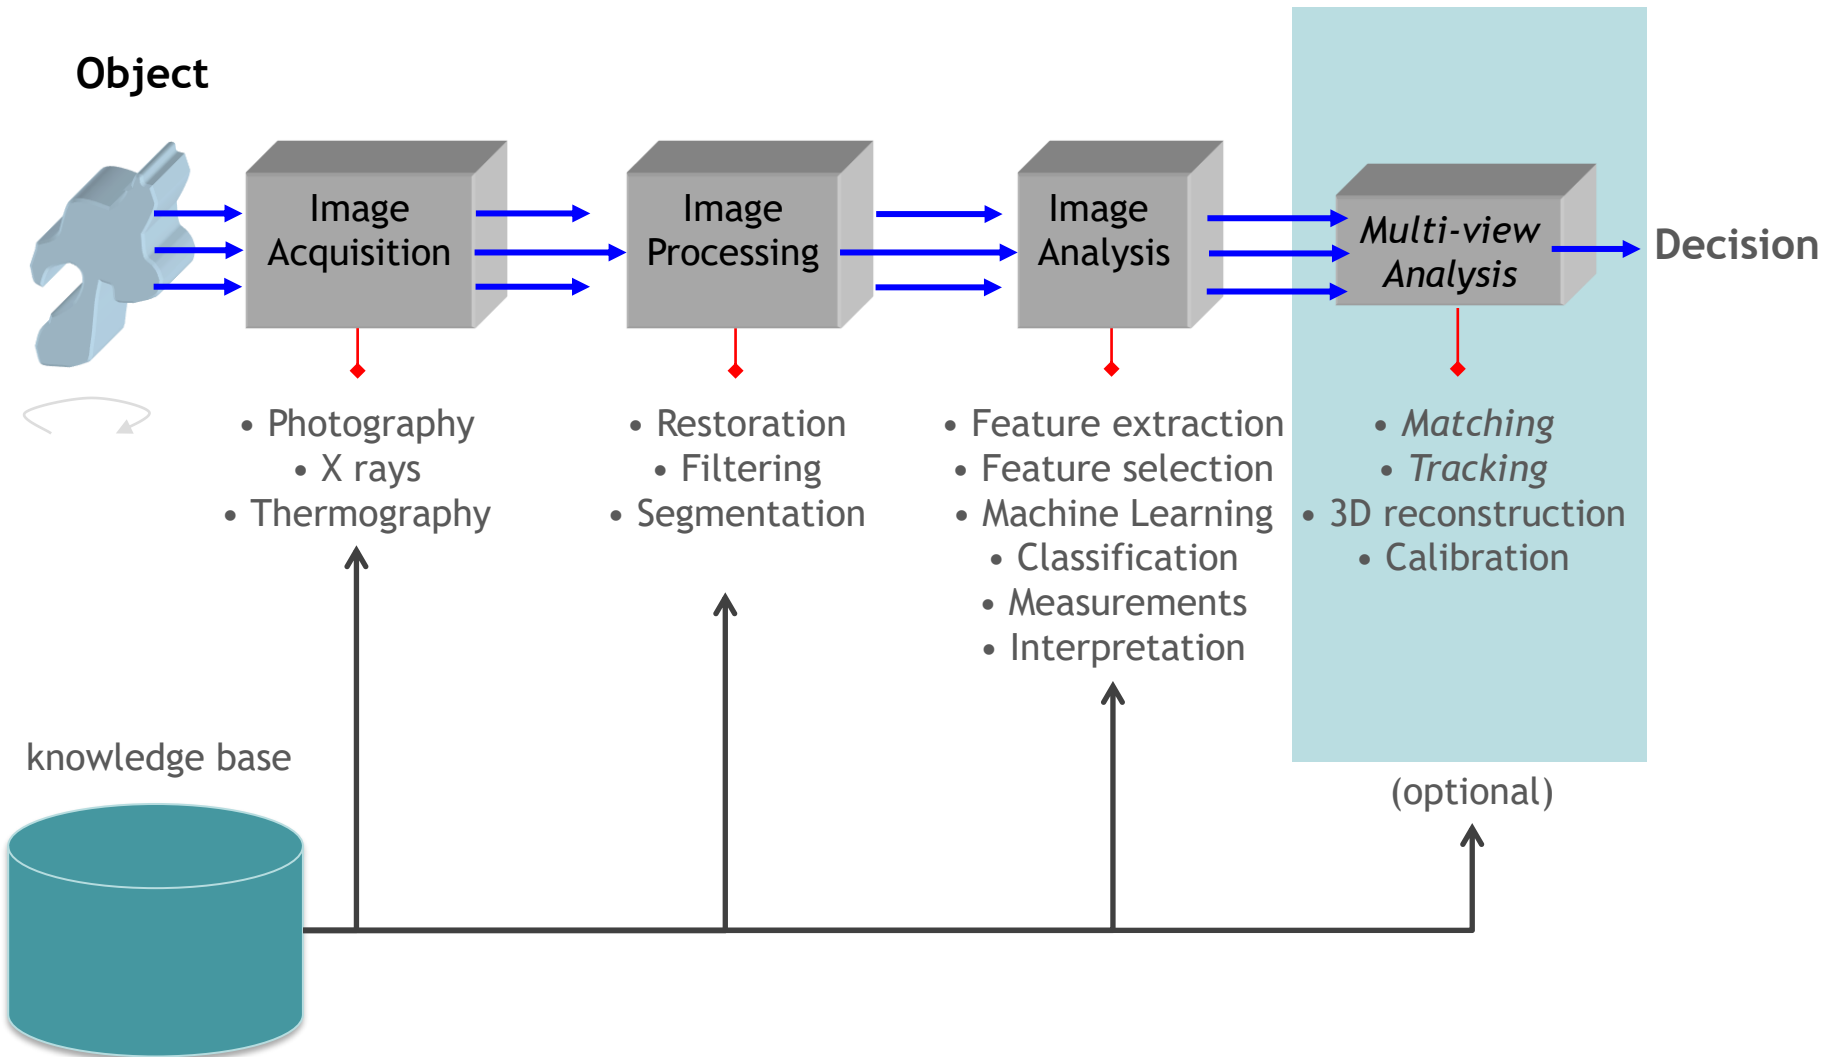 Object
Image
Acquisition
Image
Processing
Image
Analysis
Multi-view
Analysis
Decision
• Photography
• X rays
• Thermography
• Restoration
• Filtering
• Segmentation
• Feature extraction
• Feature selection
• Machine Learning
• Classification
• Measurements
• Interpretation
• Matching
• Tracking
• 3D reconstruction
• Calibration
knowledge base
(optional)